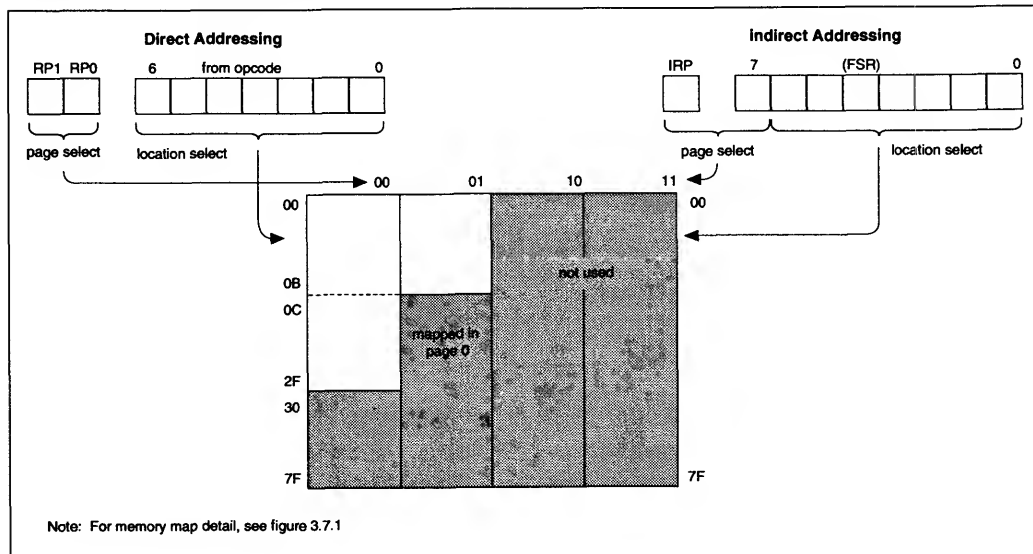 Direct Addressing
indirect Addressing
RP1 RP0
6 from opcode 0
IRP
7 (FSR) 0
page select
location select
page select
location select
00 01 10 11
00
00
0B
0C
2F
30
7F
7F
not used
mapped in
page 0
Note: For memory map detail, see figure 3.7.1